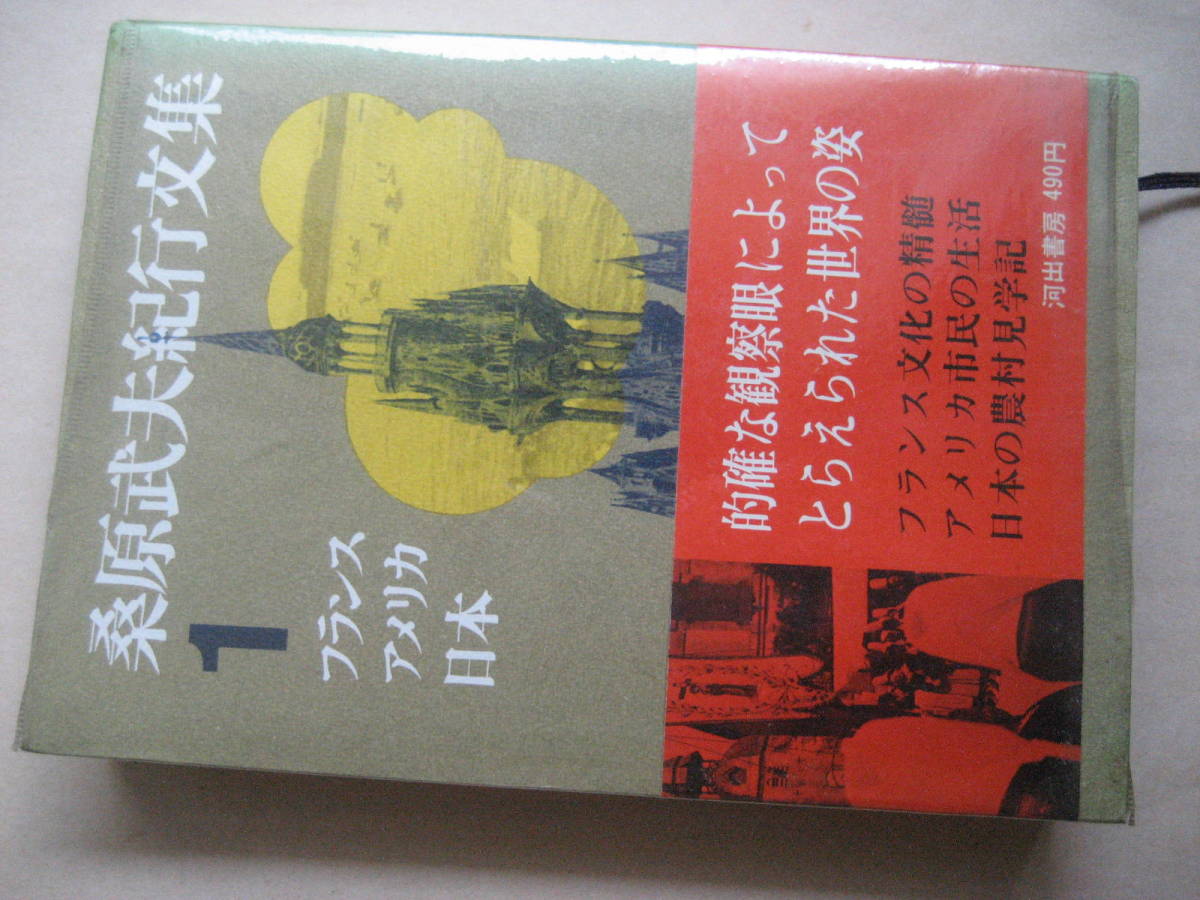 桑原武夫紀行文集
1
フランス
アメリカ
日本
的確な観察眼によって
とらえられた世界の姿
フランス文化の精髄
アメリカ市民の生活
日本の農村見学記
河出書房 490円